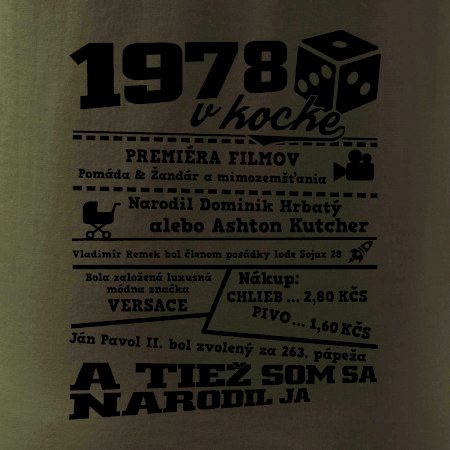 1978
v kocke
PREMIÉRA FILMOV
Pomáda & Žandár a mimozemšťania
Narodil Dominik Hrbatý
alebo Ashton Kutcher
Vladimír Remek bol členom posádky lode Sojuz 28
Bola založená luxusná
módna značka
VERSACE
Nákup:
CHLIEB ... 2,80 KČS
PIVO ... 1,60 KČS
Ján Pavol II. bol zvolený za 263. pápeža
A TIEŽ SOM SA
NARODIL JA